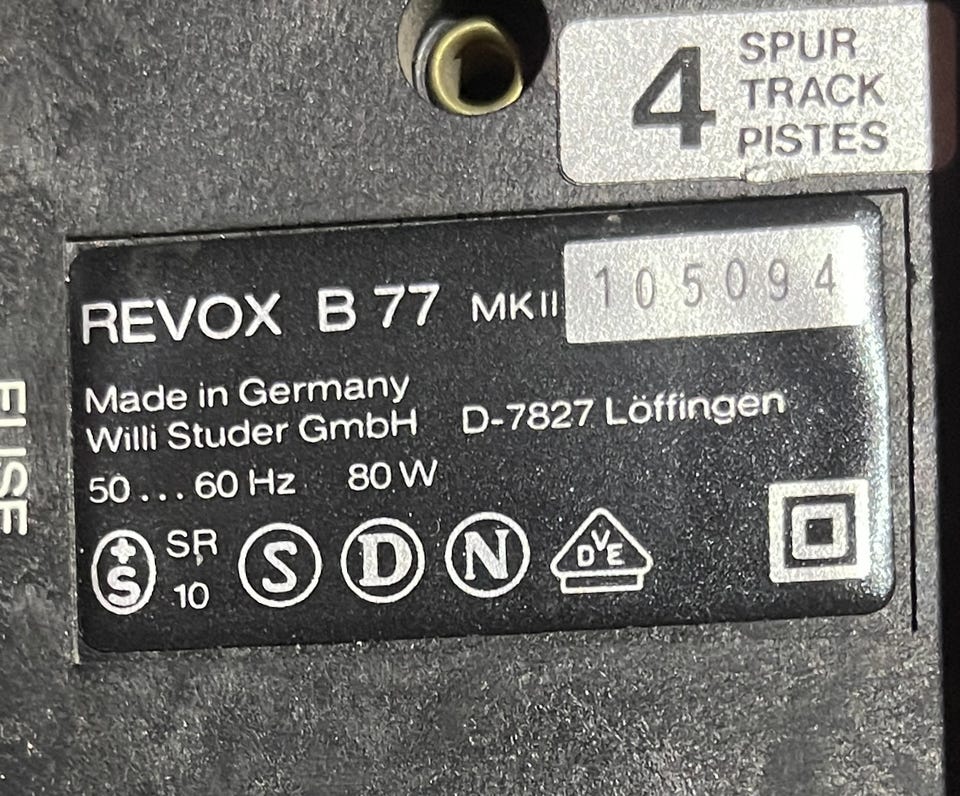 4 SPUR
TRACK
PISTES
REVOX B 77 MKII 105094
Made in Germany
Willi Studer GmbH D-7827 Löffingen
50 ... 60 Hz 80 W
S SR 10 S D N DVE
FUSE